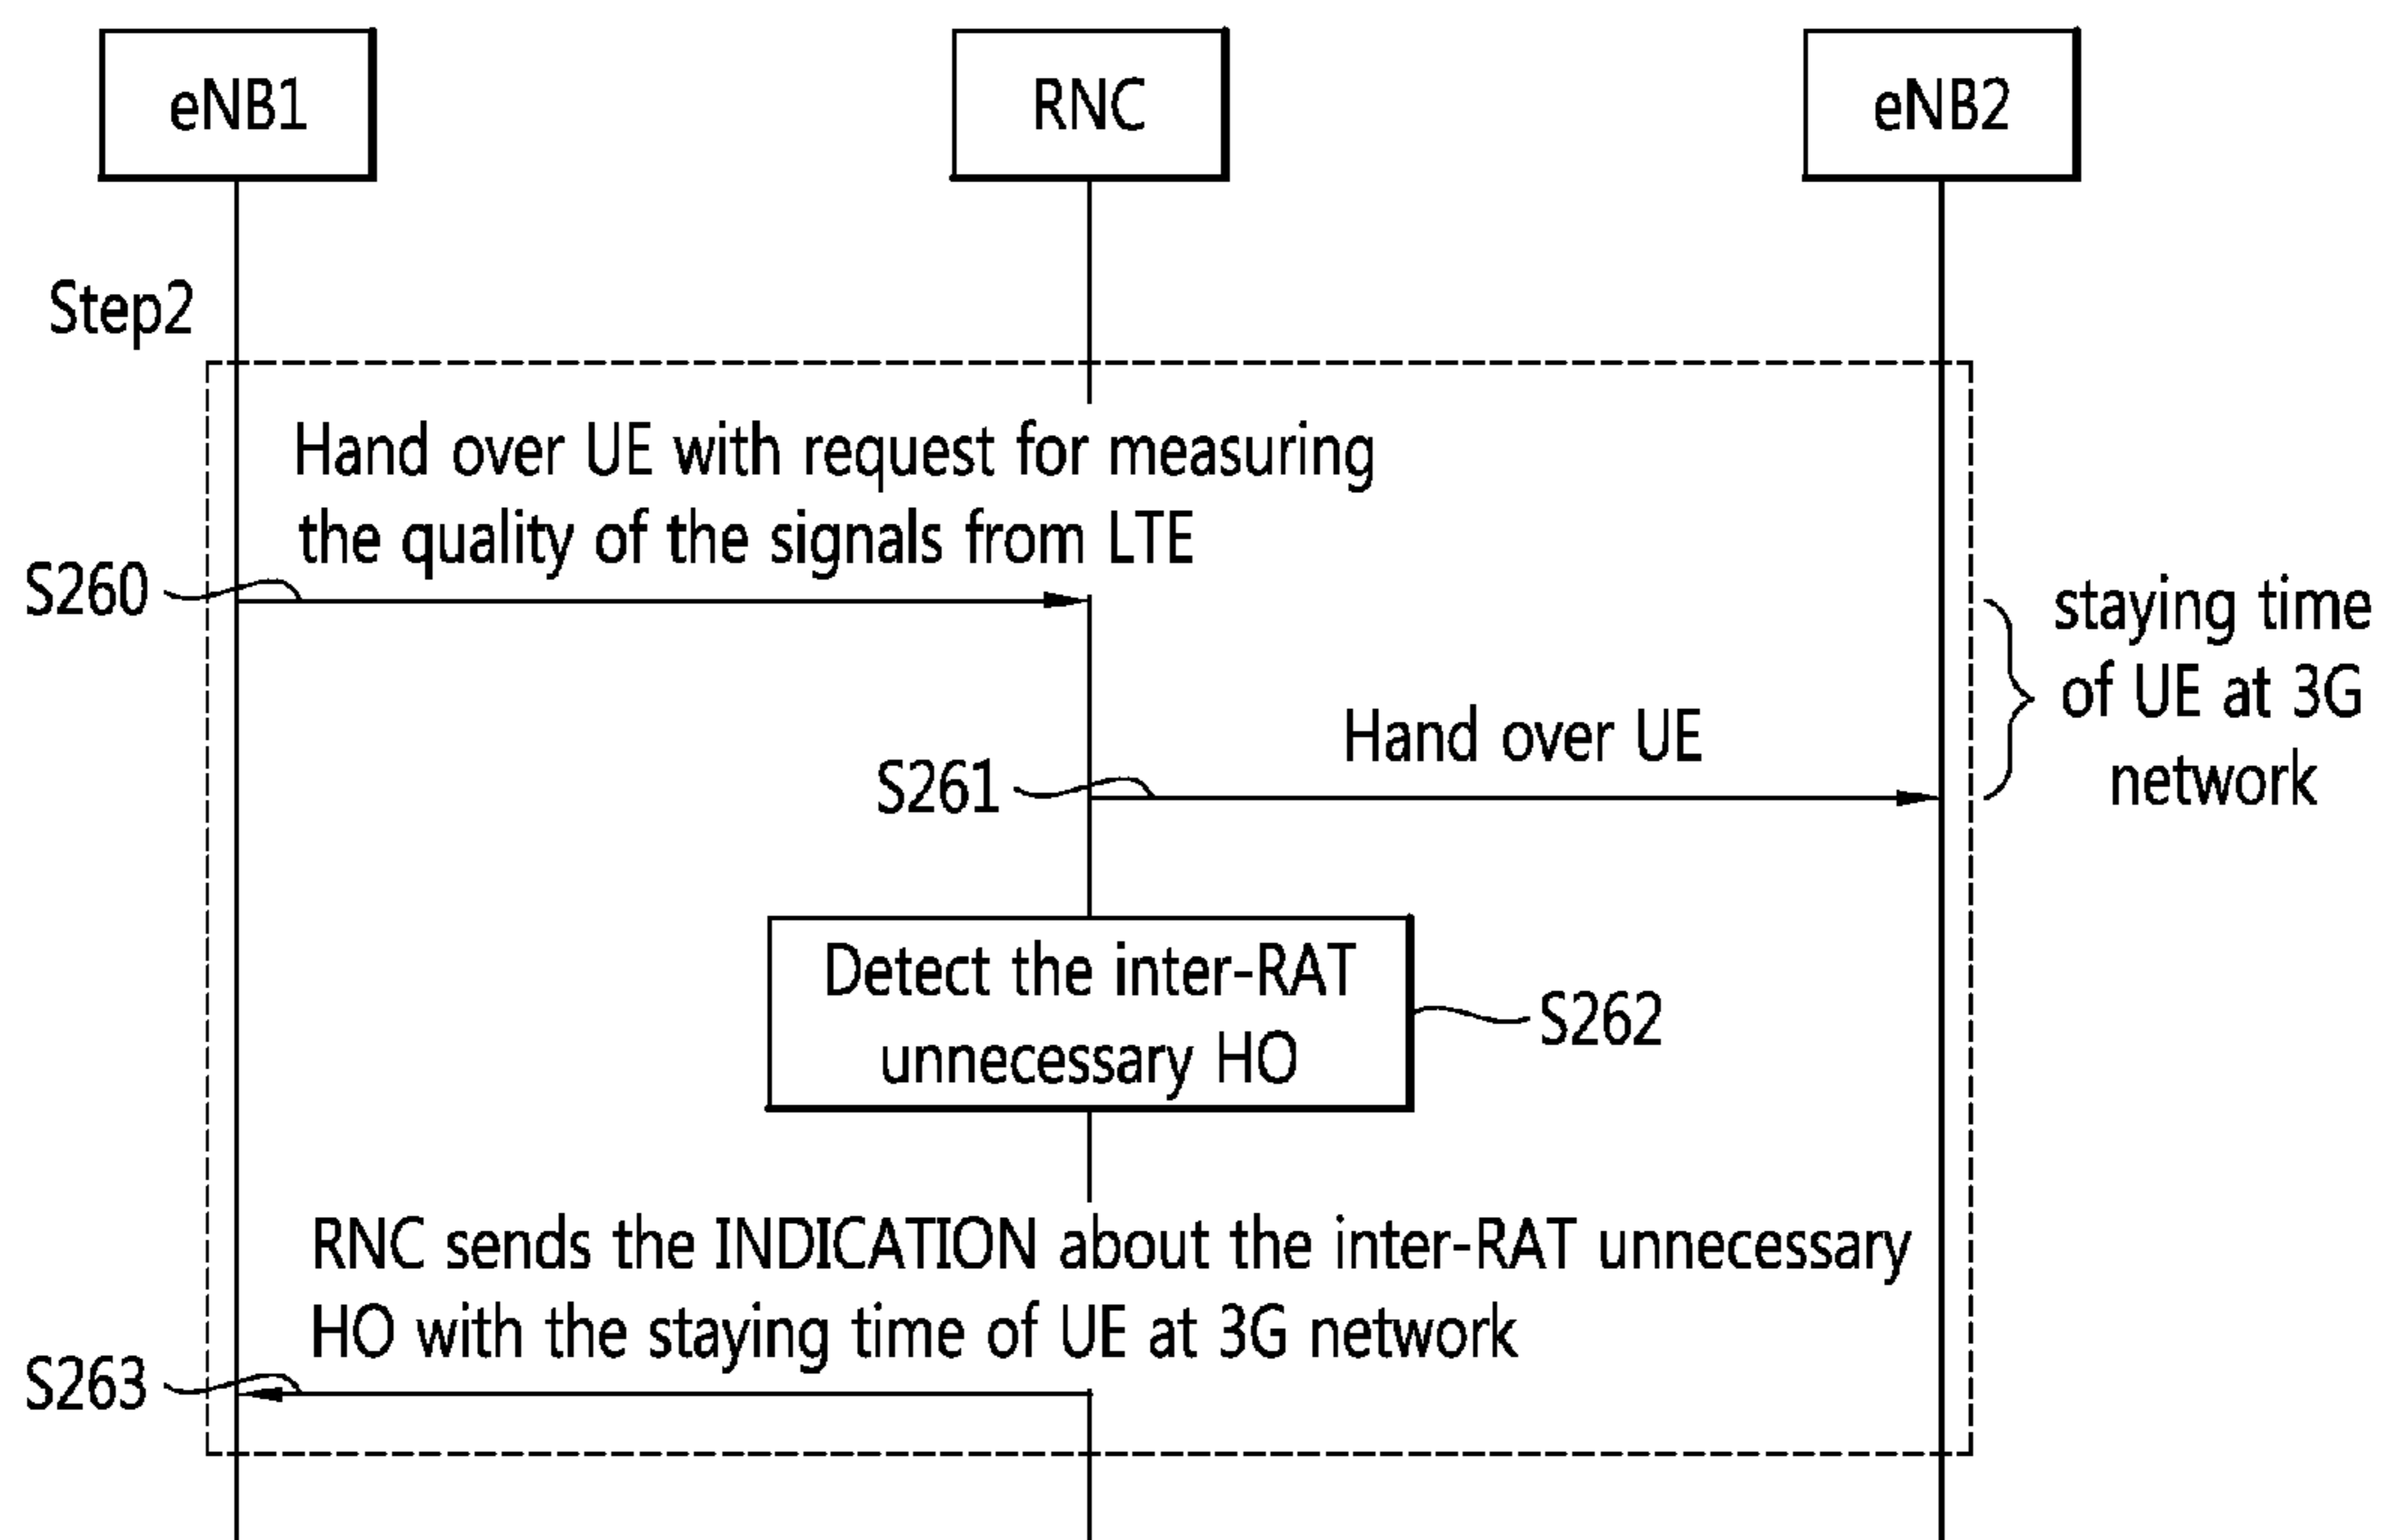 eNB1
RNC
eNB2
Step2
Hand over UE with request for measuring
the quality of the signals from LTE
S260
staying time
of UE at 3G
network
Hand over UE
S261
Detect the inter-RAT
unnecessary HO
S262
RNC sends the INDICATION about the inter-RAT unnecessary
HO with the staying time of UE at 3G network
S263